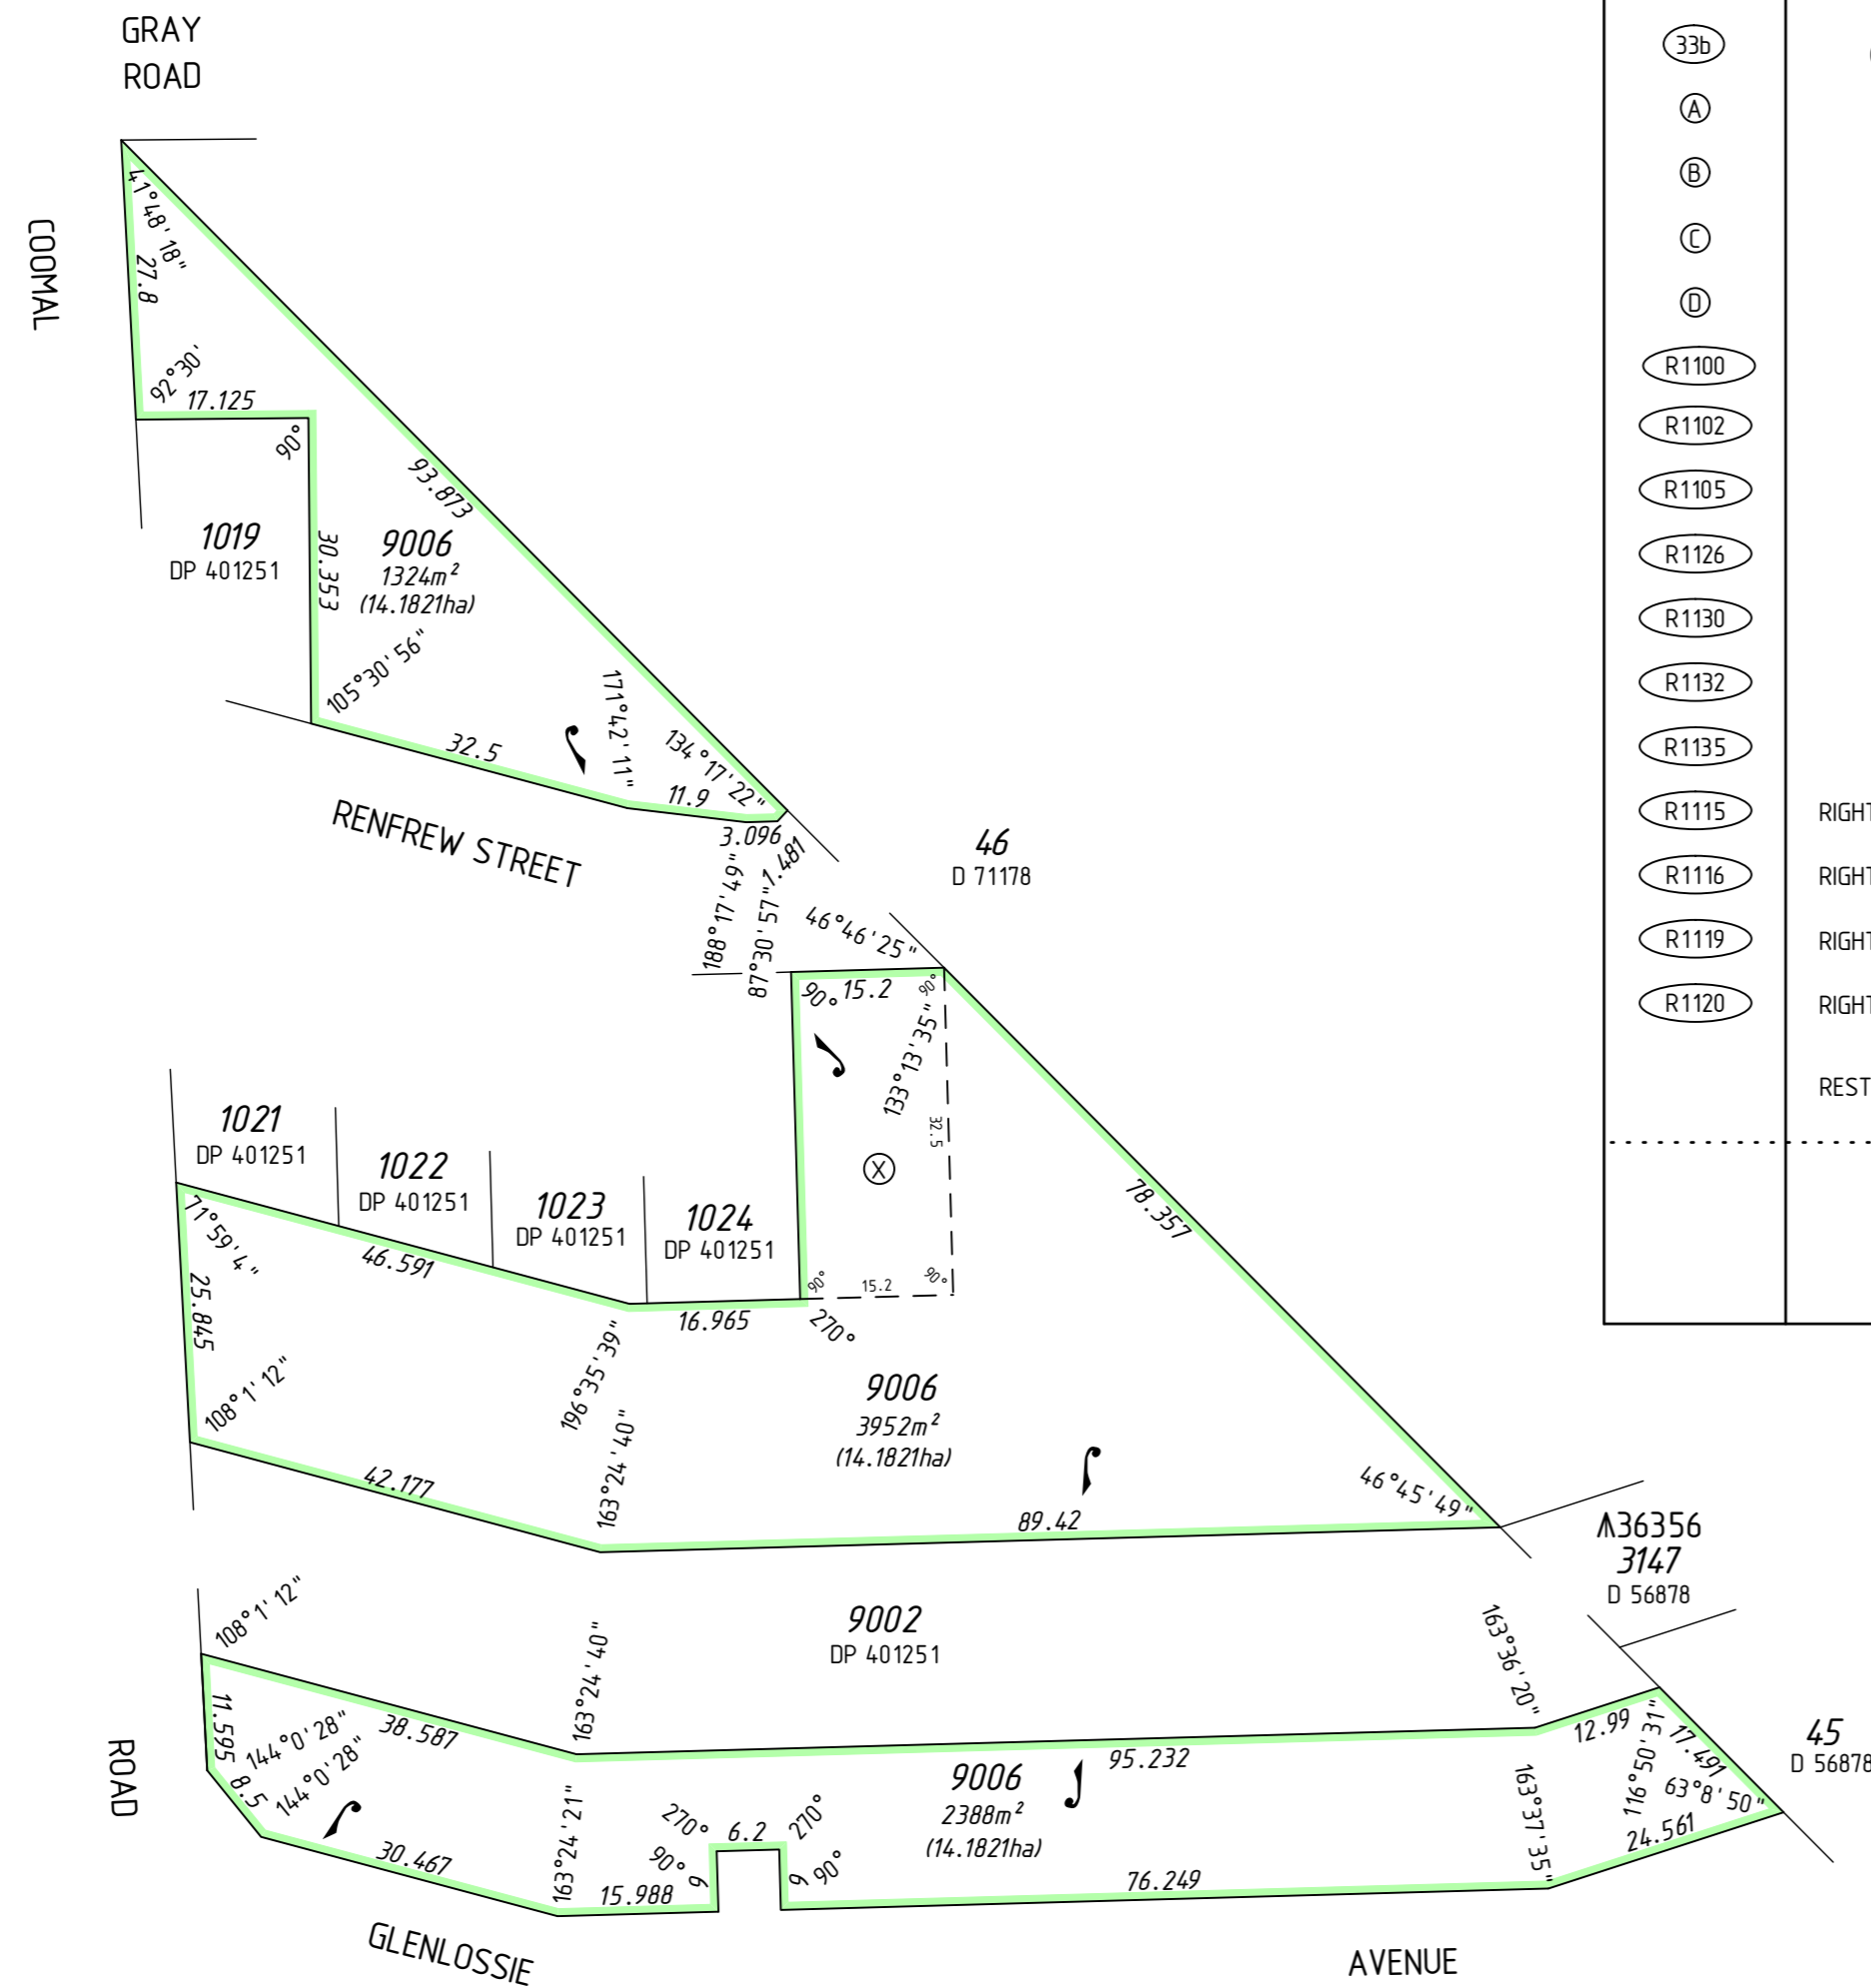 GRAY
ROAD
COOMAL
41°48'18"
27.8
92°30'
17.125
90°
93.873
1019
DP 401251
30.353
9006
1324m²
(14.1821ha)
105°30'56"
32.5
171°42'11"
134°17'22"
11.9
3.096
1.481
188°17'49"
87°30'57"
RENFREW STREET
46
D 71178
46°46'25"
90°
15.2
90°
133°13'35"
32.5
X
78.357
1021
DP 401251
1022
DP 401251
1023
DP 401251
1024
DP 401251
71°59'4"
46.591
25.845
16.965
90°
15.2
90°
270°
108°1'12"
196°35'39"
163°24'40"
9006
3952m²
(14.1821ha)
42.177
89.42
46°45'49"
36356
3147
D 56878
108°1'12"
163°24'40"
9002
DP 401251
163°36'20"
11.595
144°0'28"
38.587
144°0'28"
8.5
95.232
12.99
116°50'31"
17.491
63°8'50"
45
D 56878
ROAD
9006
2388m²
(14.1821ha)
30.467
163°24'21"
270°
6.2
270°
90°
6
6
90°
15.988
76.249
163°37'35"
24.561
GLENLOSSIE
AVENUE
33b
A
B
C
D
R1100
R1102
R1105
R1126
R1130
R1132
R1135
R1115 RIGHT
R1116 RIGHT
R1119 RIGHT
R1120 RIGHT
REST